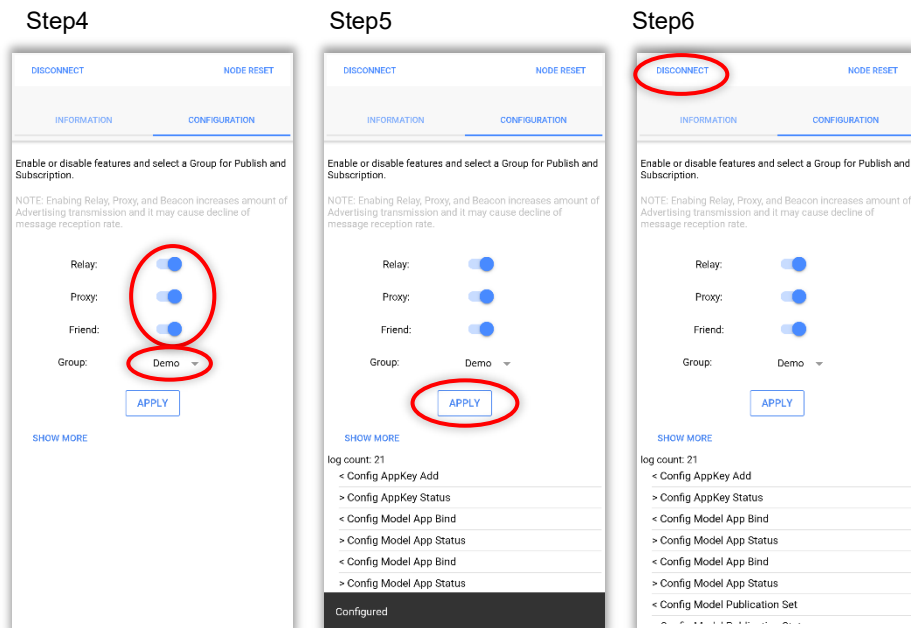 Step4
DISCONNECT NODE RESET
INFORMATION CONFIGURATION
Enable or disable features and select a Group for Publish and
Subscription.
NOTE: Enabing Relay, Proxy, and Beacon increases amount of
Advertising transmission and it may cause decline of
message reception rate.
Relay:
Proxy:
Friend:
Group: Demo
APPLY
SHOW MORE
Step5
DISCONNECT NODE RESET
INFORMATION CONFIGURATION
Enable or disable features and select a Group for Publish and
Subscription.
NOTE: Enabing Relay, Proxy, and Beacon increases amount of
Advertising transmission and it may cause decline of
message reception rate.
Relay:
Proxy:
Friend:
Group: Demo
APPLY
SHOW MORE
log count: 21
< Config AppKey Add
> Config AppKey Status
< Config Model App Bind
> Config Model App Status
< Config Model App Bind
> Config Model App Status
Configured
Step6
DISCONNECT NODE RESET
INFORMATION CONFIGURATION
Enable or disable features and select a Group for Publish and
Subscription.
NOTE: Enabing Relay, Proxy, and Beacon increases amount of
Advertising transmission and it may cause decline of
message reception rate.
Relay:
Proxy:
Friend:
Group: Demo
APPLY
SHOW MORE
log count: 21
< Config AppKey Add
> Config AppKey Status
< Config Model App Bind
> Config Model App Status
< Config Model App Bind
> Config Model App Status
< Config Model Publication Set